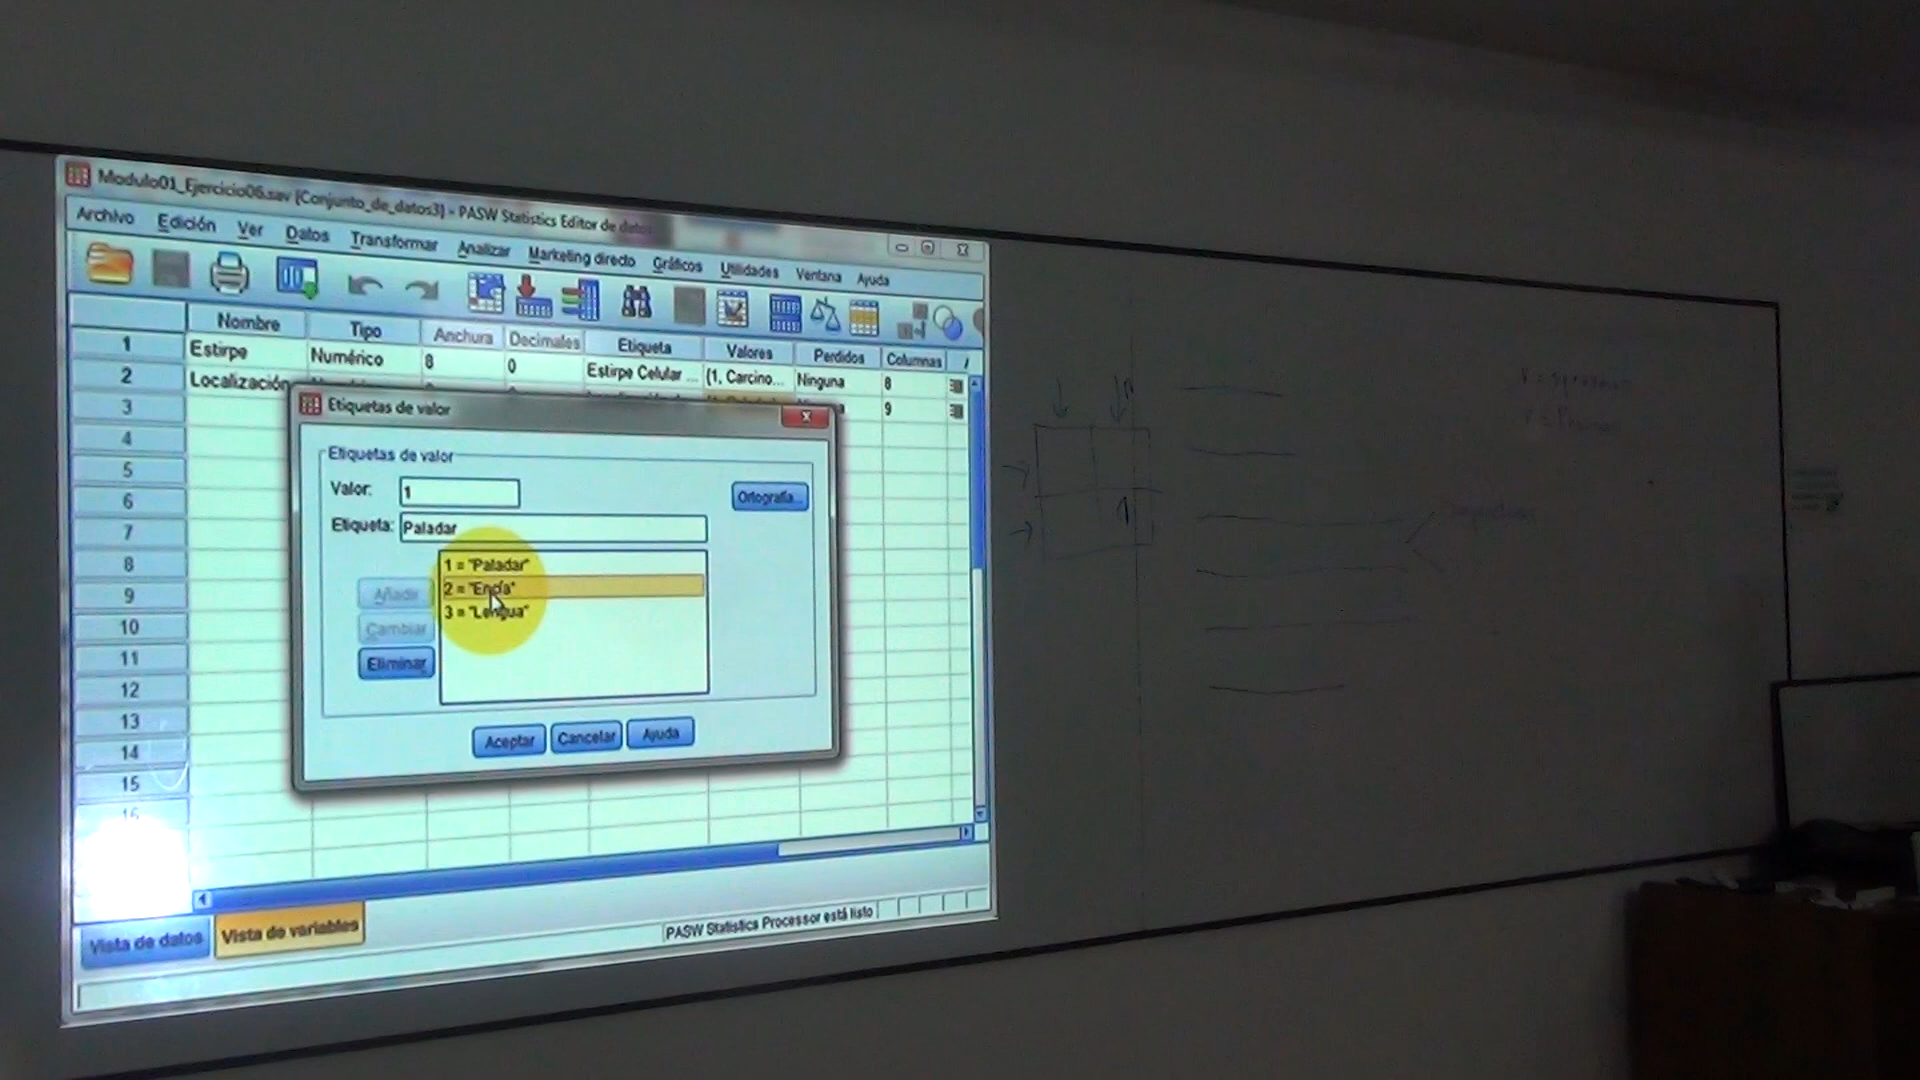 Modulo01_Ejercicio06.sav [Conjunto_de_datos3] - PASW Statistics Editor de datos
Archivo Edición Ver Datos Transformar Analizar Marketing directo Gráficos Utilidades Ventana Ayuda
Nombre Tipo Anchura Decimales Etiqueta Valores Perdidos Columnas
1 Estirpe Numérico 8 0 Estirpe Celular ... {1, Carcino... Ninguna 8
2 Localización 9
3
4
5
6
7
8
9
10
11
12
13
14
15
16
Etiquetas de valor
Etiquetas de valor
Valor: 1
Ortografía...
Etiqueta: Paladar
1 = "Paladar"
2 = "Encía"
3 = "Lengua"
Añadir
Cambiar
Eliminar
Aceptar Cancelar Ayuda
Vista de datos Vista de variables
PASW Statistics Processor está listo